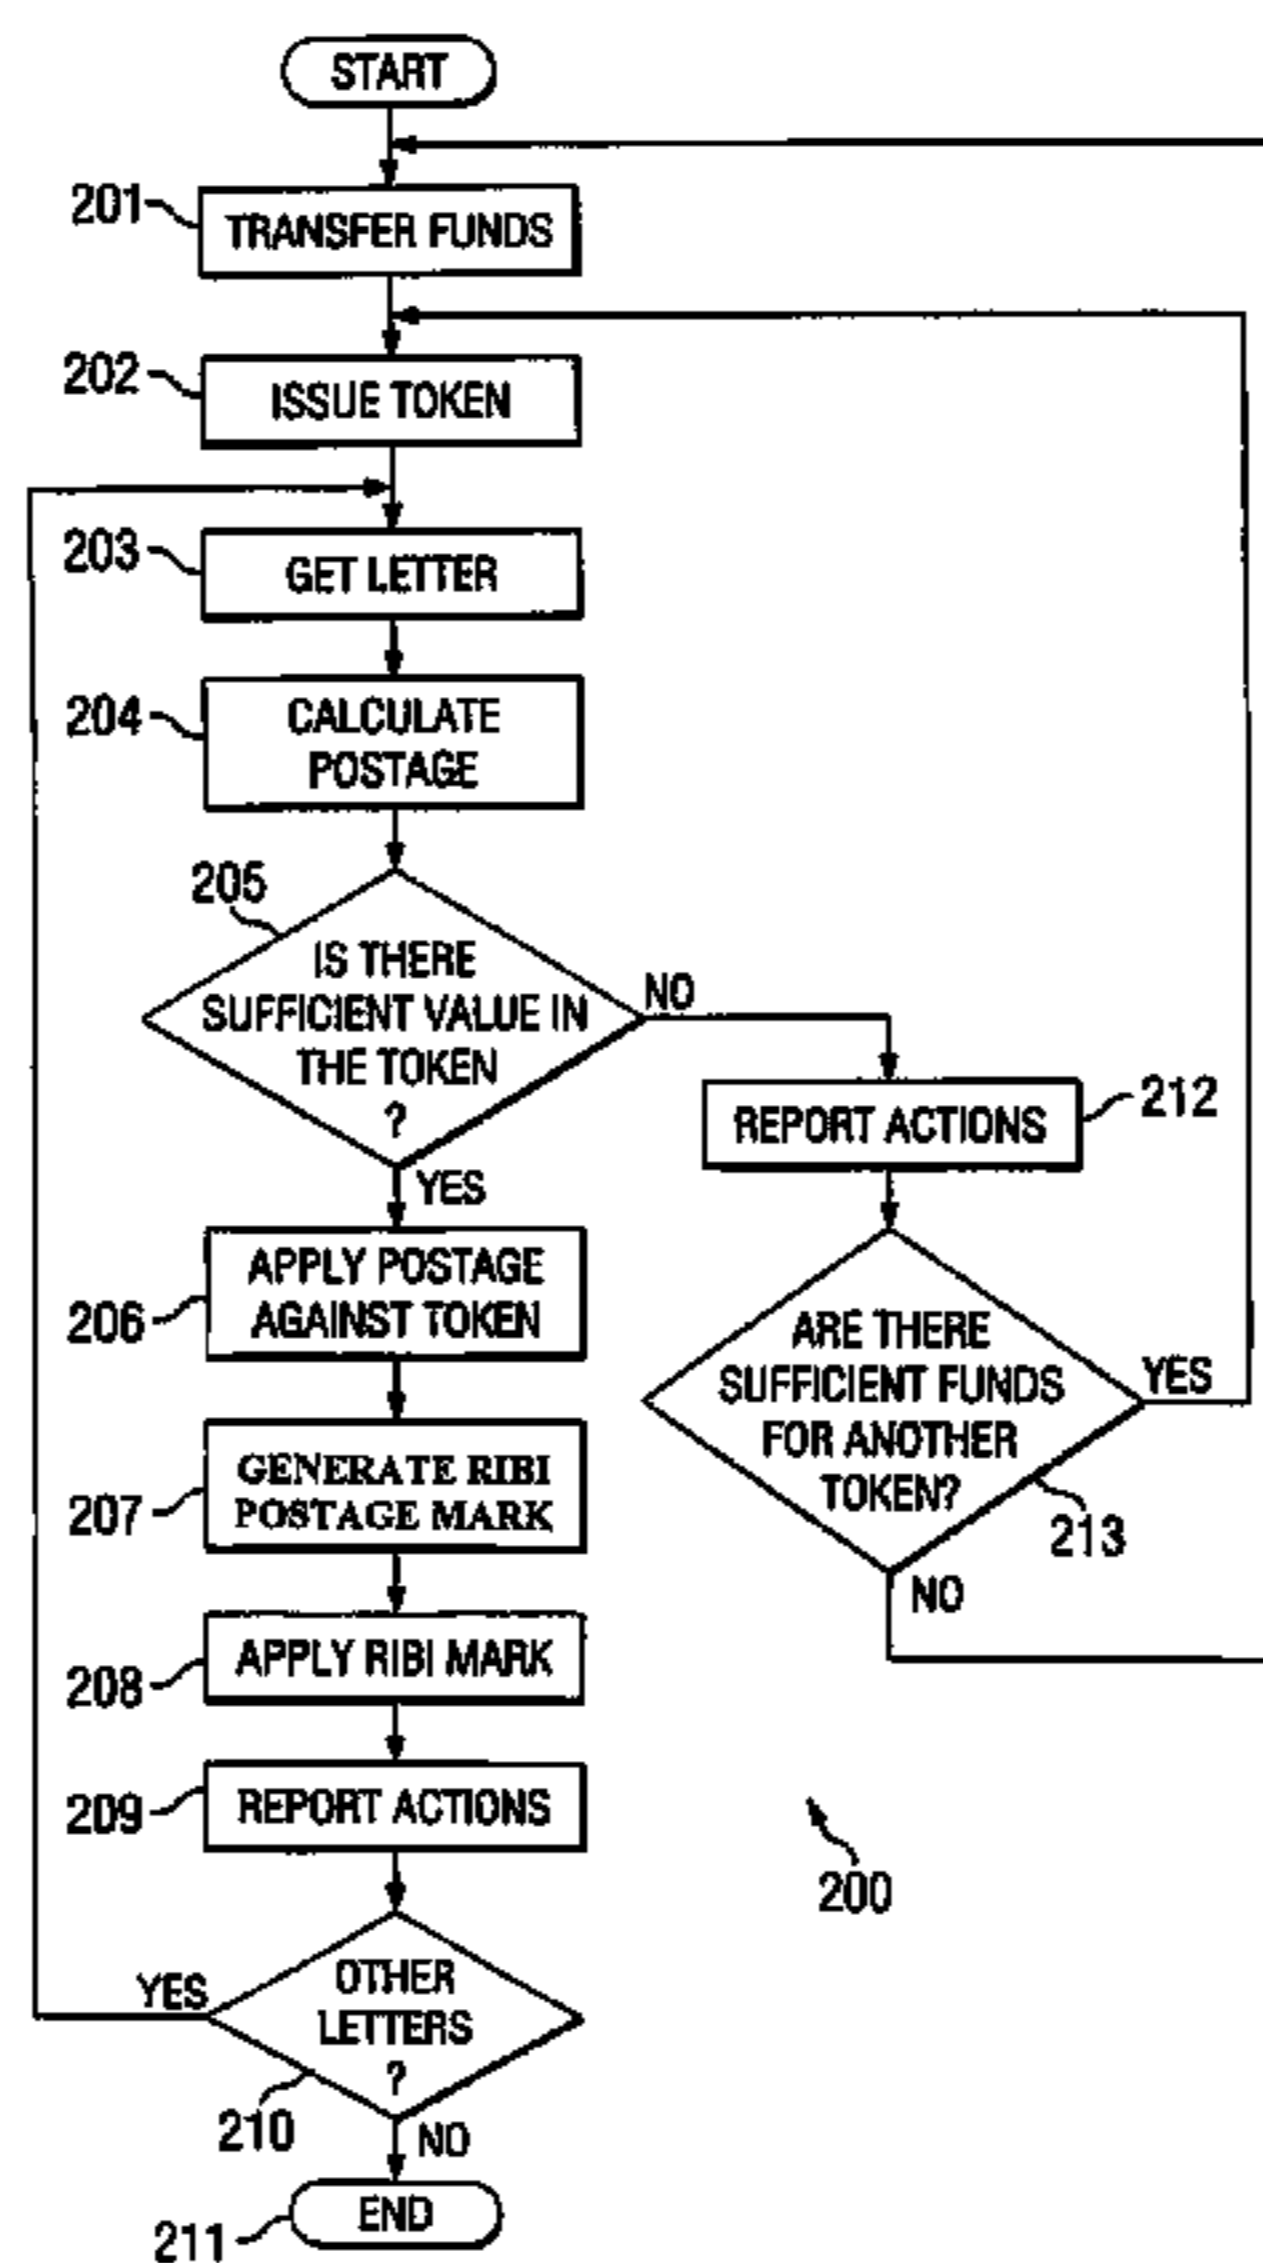 START
201
TRANSFER FUNDS
202
ISSUE TOKEN
203
GET LETTER
204
CALCULATE
POSTAGE
205
IS THERE
SUFFICIENT VALUE IN
THE TOKEN
?
NO
YES
REPORT ACTIONS
212
206
APPLY POSTAGE
AGAINST TOKEN
ARE THERE
SUFFICIENT FUNDS
FOR ANOTHER
TOKEN?
YES
213
NO
207
GENERATE RIBI
POSTAGE MARK
208
APPLY RIBI MARK
209
REPORT ACTIONS
200
OTHER
LETTERS
?
YES
210
NO
END
211